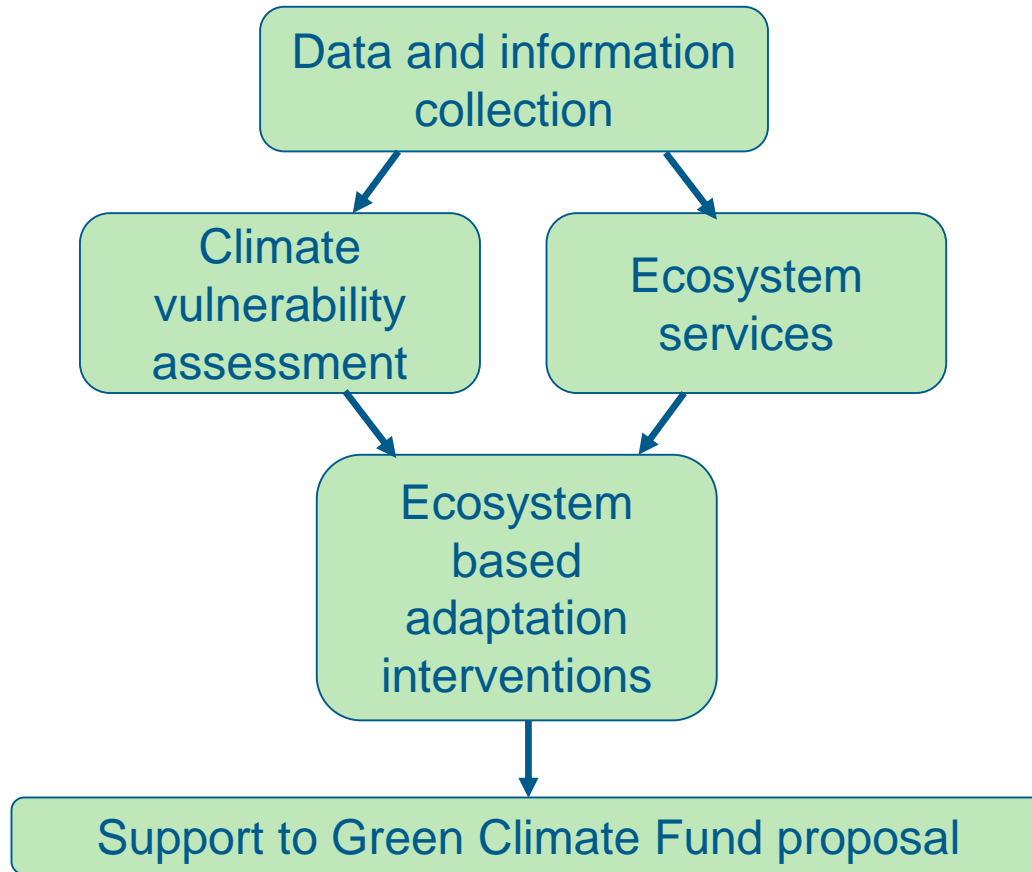 Data and information
collection
Climate
vulnerability
assessment
Ecosystem
services
Ecosystem
based
adaptation
interventions
Support to Green Climate Fund proposal